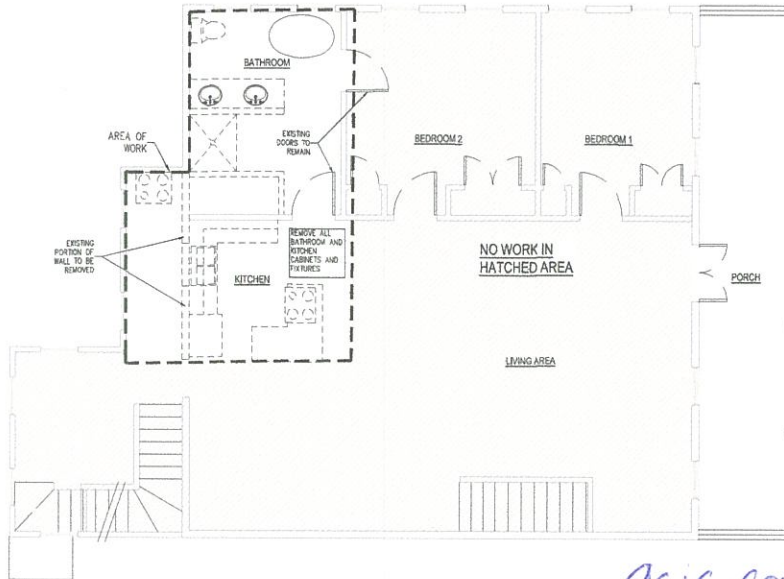 BATHROOM
AREA OF
WORK
EXISTING
DOORS TO
REMAIN
BEDROOM 2
BEDROOM 1
EXISTING
PORTION OF
WALL TO BE
REMOVED
REMOVE ALL
BATHROOM AND
KITCHEN
CABINETS AND
FIXTURES
KITCHEN
NO WORK IN
HATCHED AREA
PORCH
LIVING AREA